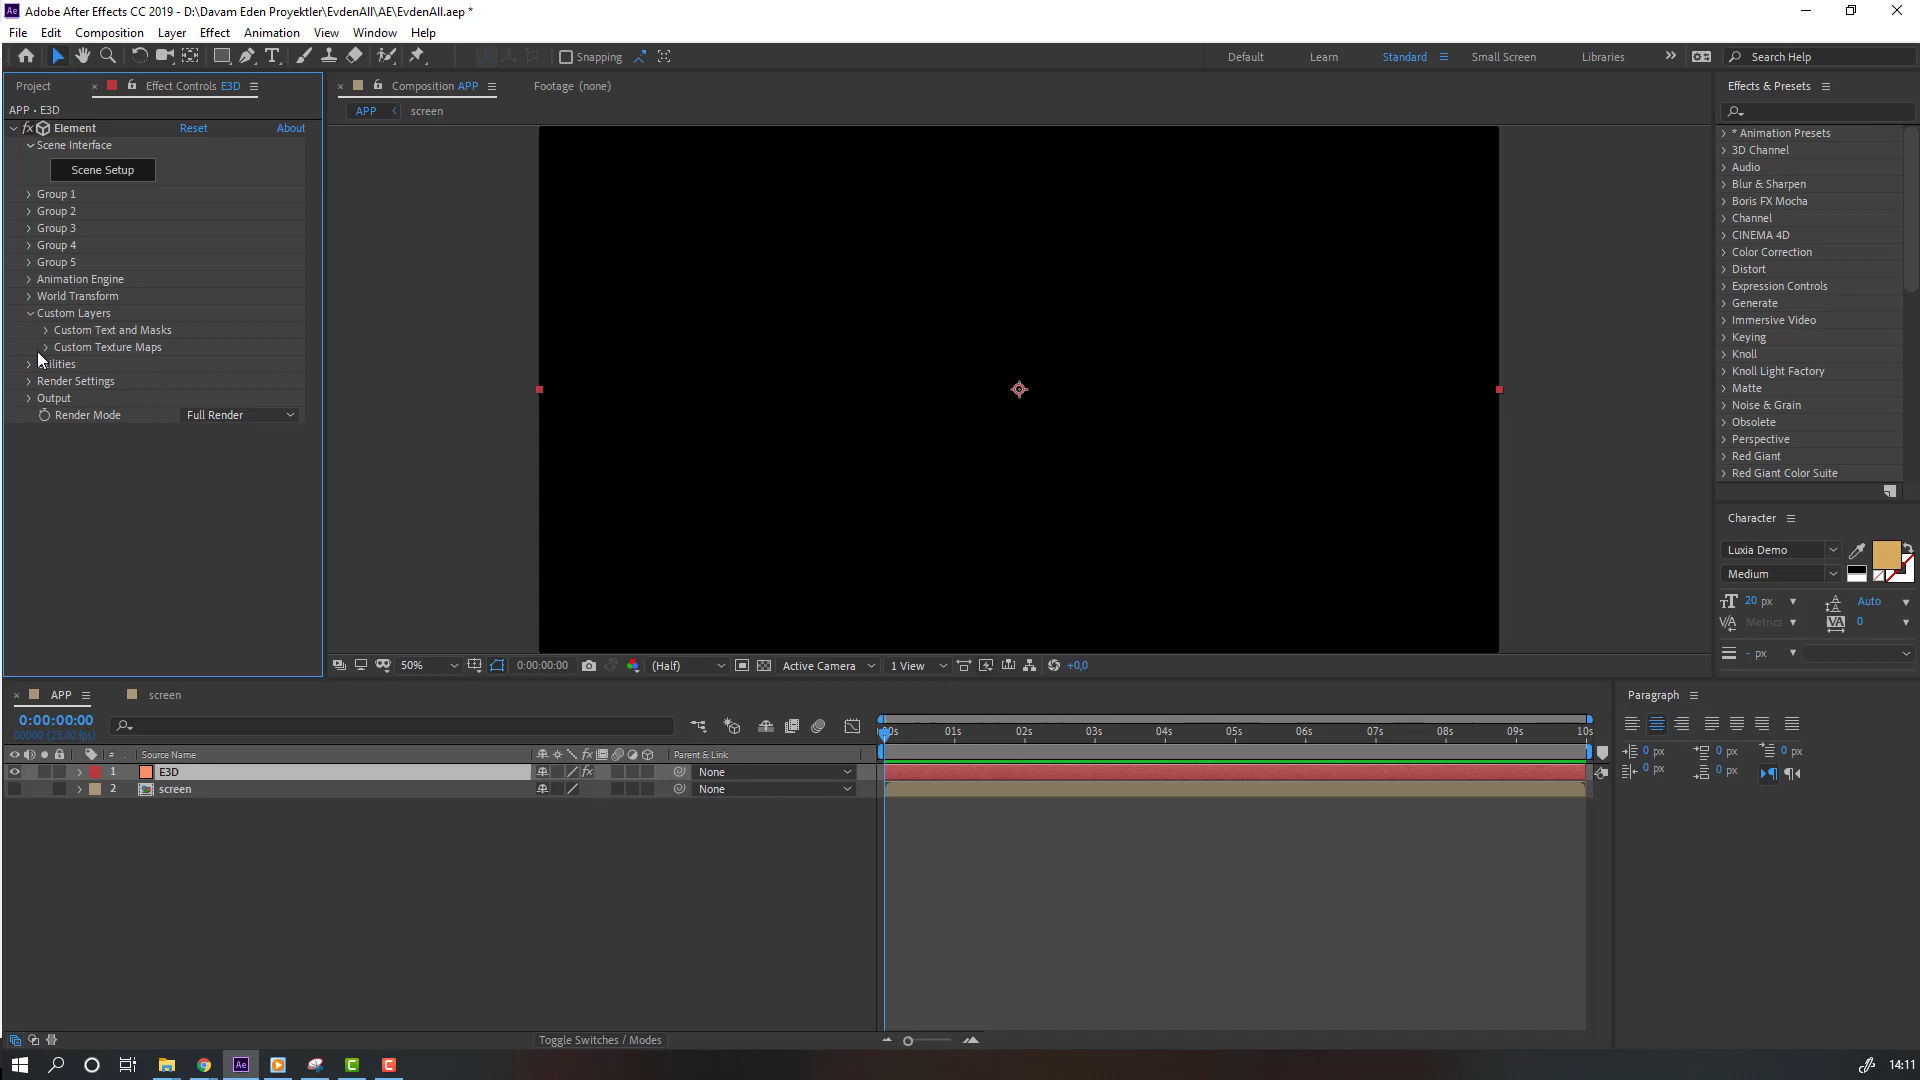 Adobe After Effects CC 2019 - D:\Davam Eden Proyektler\EvdenAll\AE\EvdenAll.aep *
File Edit Composition Layer Effect Animation View Window Help
Snapping
Default Learn Standard Small Screen Libraries Search Help
Project Effect Controls E3D
APP • E3D
Element Reset About
Scene Interface
Scene Setup
Group 1
Group 2
Group 3
Group 4
Group 5
Animation Engine
World Transform
Custom Layers
Custom Text and Masks
Custom Texture Maps
Utilities
Render Settings
Output
Render Mode Full Render
Composition APP Footage (none)
APP screen
50% 0:00:00:00 (Half) Active Camera 1 View +0,0
Effects & Presets
* Animation Presets
3D Channel
Audio
Blur & Sharpen
Boris FX Mocha
Channel
CINEMA 4D
Color Correction
Distort
Expression Controls
Generate
Immersive Video
Keying
Knoll
Knoll Light Factory
Matte
Noise & Grain
Obsolete
Perspective
Red Giant
Red Giant Color Suite
Character
Luxia Demo
Medium
20 px Auto
Metrics 0
- px
Paragraph
0 px 0 px 0 px
0 px 0 px
APP screen
0:00:00:00
00000 (25.00 fps)
00s 01s 02s 03s 04s 05s 06s 07s 08s 09s 10s
# Source Name Parent & Link
1 E3D None
2 screen None
Toggle Switches / Modes
14:11